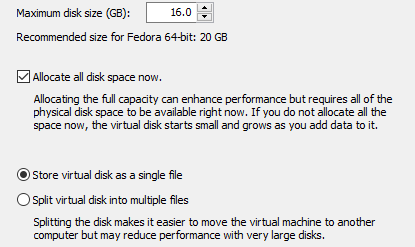 Maximum disk size (GB): 16.0
Recommended size for Fedora 64-bit: 20 GB
Allocate all disk space now.
Allocating the full capacity can enhance performance but requires all of the
physical disk space to be available right now. If you do not allocate all the
space now, the virtual disk starts small and grows as you add data to it.
Store virtual disk as a single file
Split virtual disk into multiple files
Splitting the disk makes it easier to move the virtual machine to another
computer but may reduce performance with very large disks.